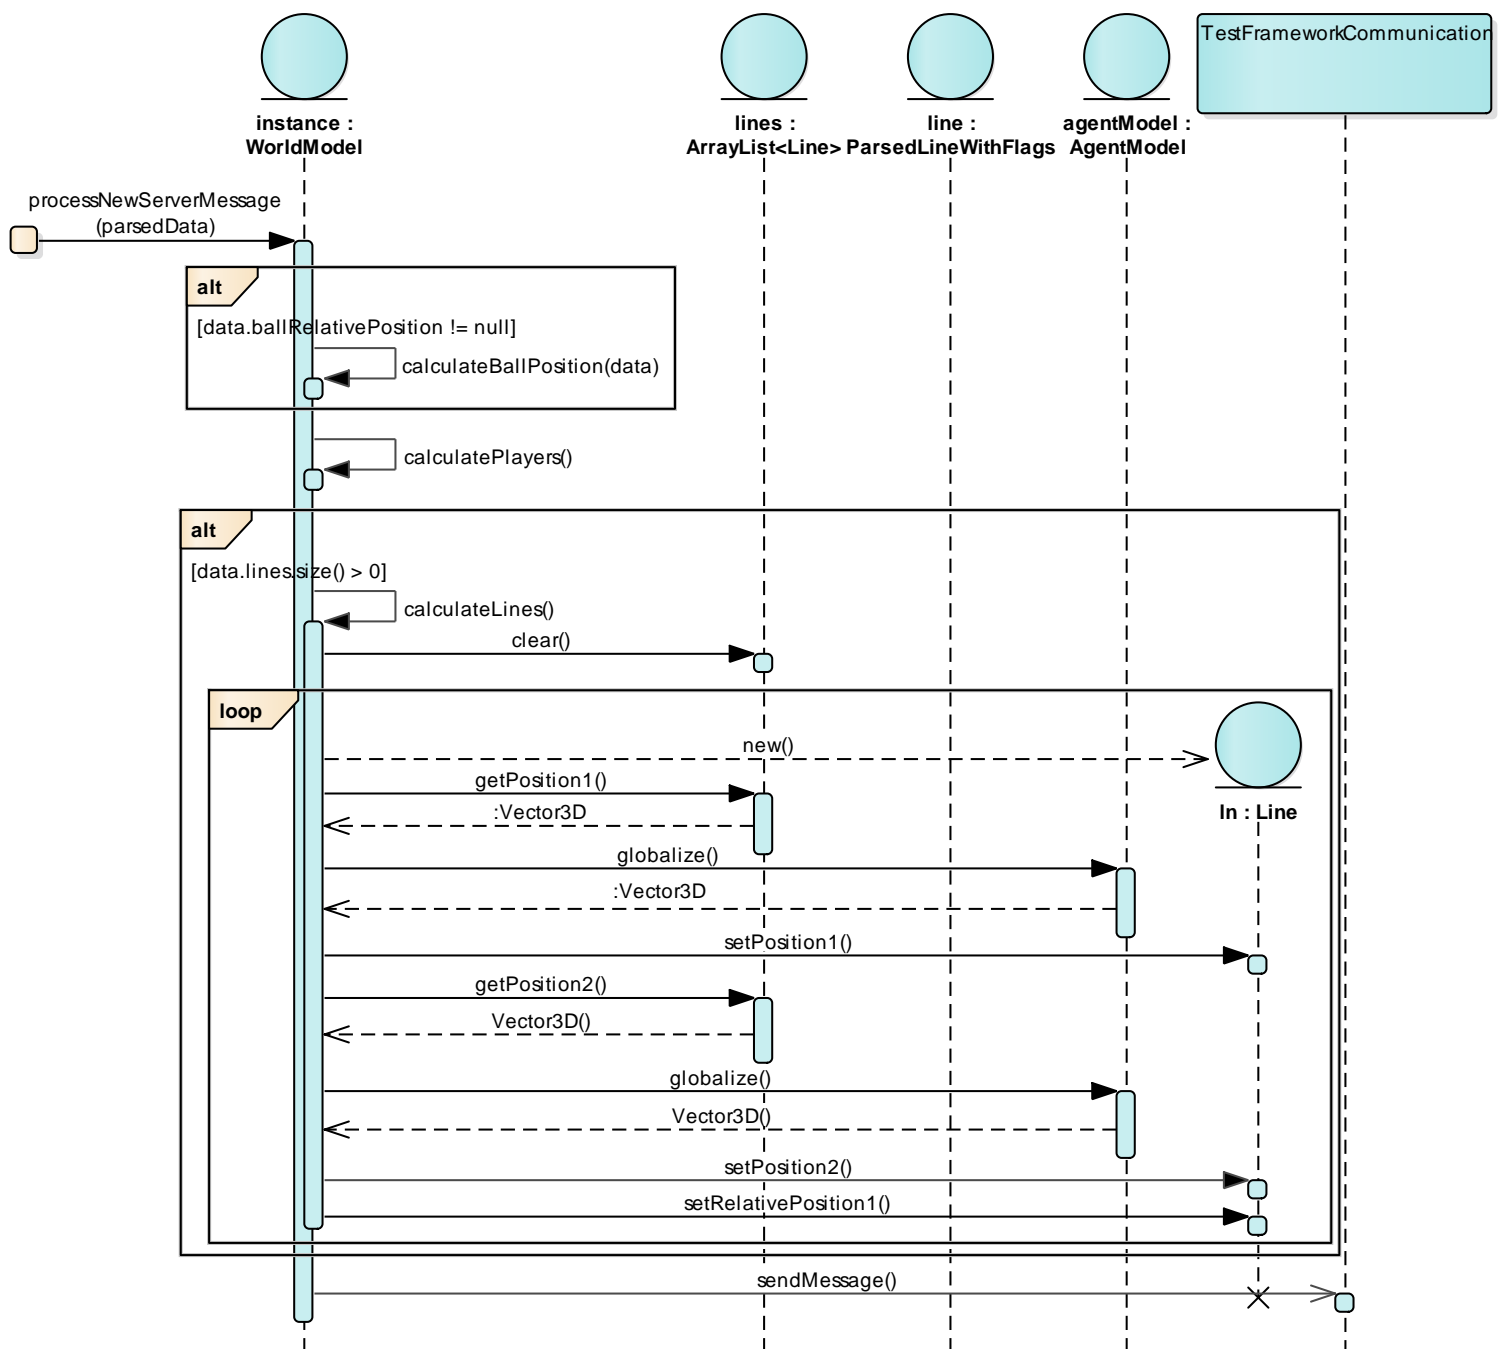 TestFrameworkCommunication
instance :
WorldModel
lines :
ArrayList<Line>
line :
ParsedLineWithFlags
agentModel :
AgentModel
processNewServerMessage
(parsedData)
alt
[data.ballRelativePosition != null]
calculateBallPosition(data)
calculatePlayers()
alt
[data.lines.size() > 0]
calculateLines()
clear()
loop
new()
getPosition1()
:Vector3D
ln : Line
globalize()
:Vector3D
setPosition1()
getPosition2()
Vector3D()
globalize()
Vector3D()
setPosition2()
setRelativePosition1()
sendMessage()